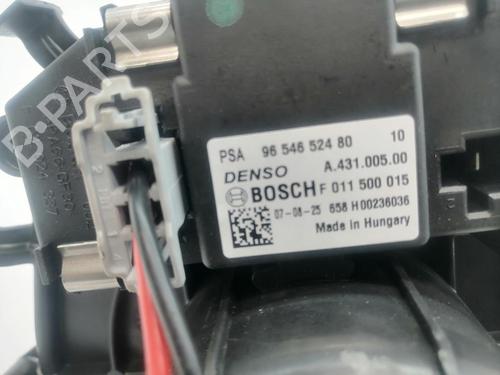 B-PARTS
PSA 96 546 524 80 10
DENSO A.431.005.00
BOSCH F 011 500 015
07-08-25 658 H00236036
Made in Hungary